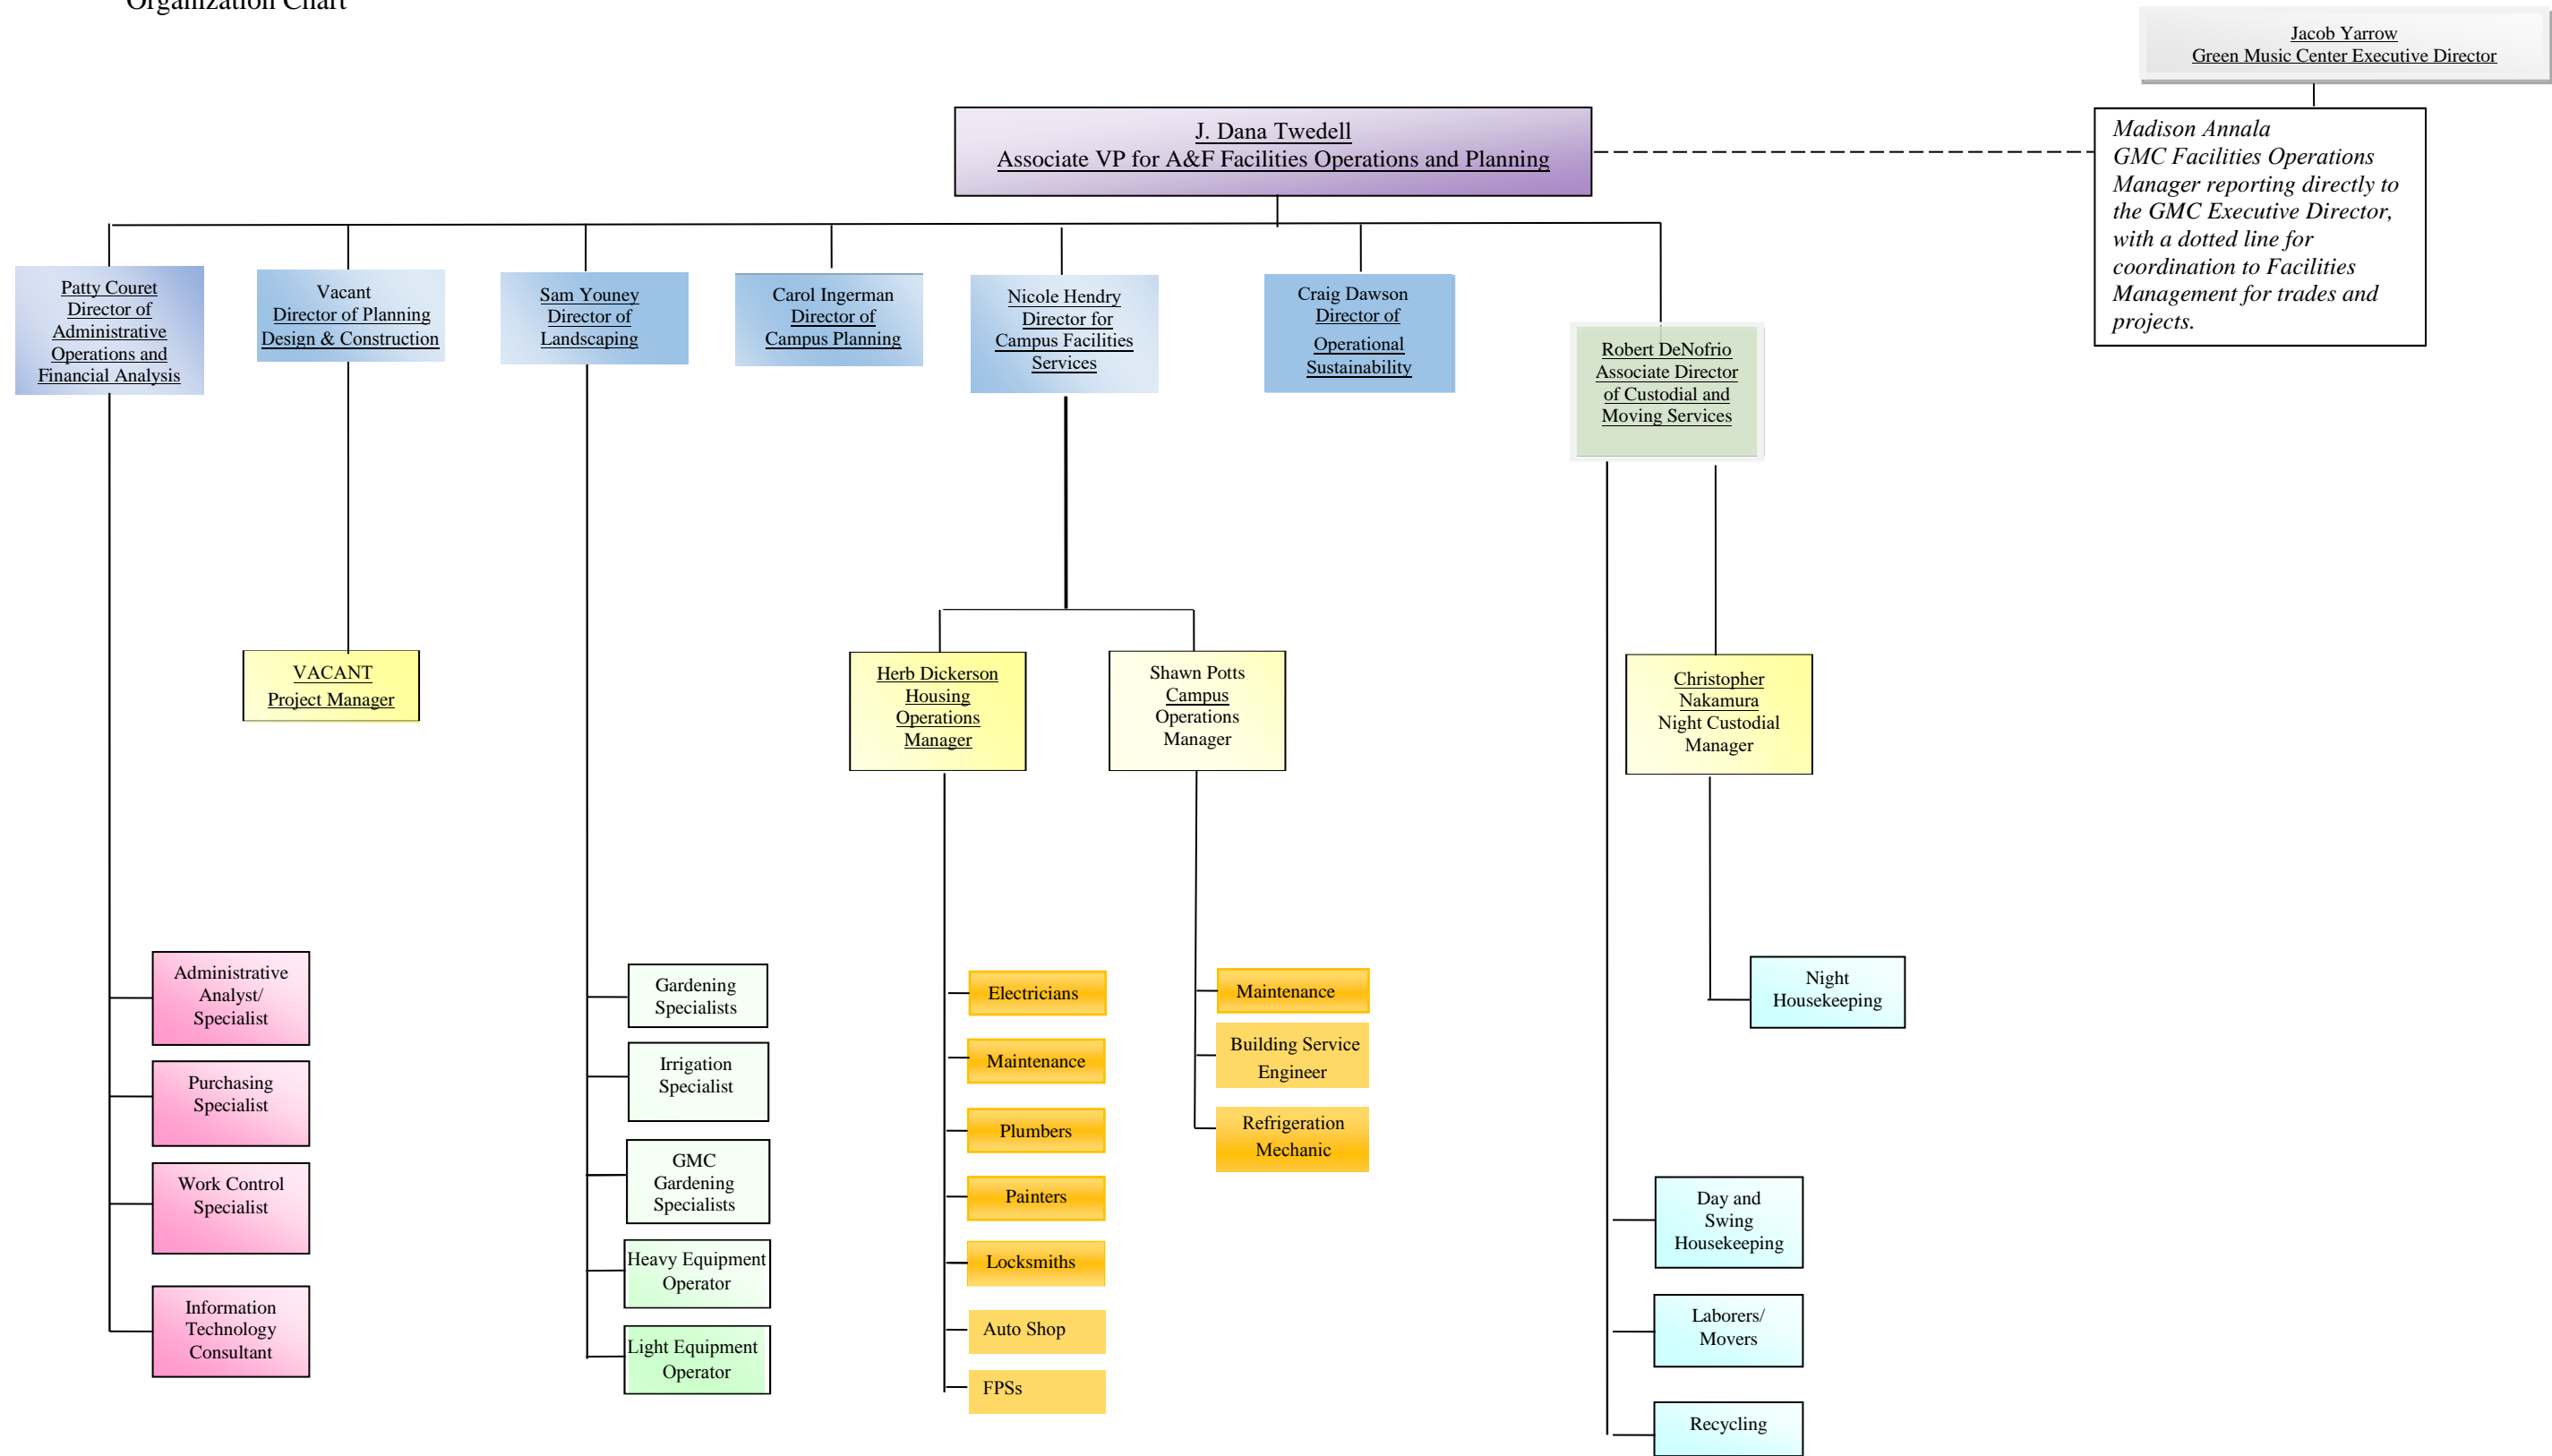 Organization Chart
Jacob Yarrow
Green Music Center Executive Director
J. Dana Twedell
Associate VP for A&F Facilities Operations and Planning
Madison Annala
GMC Facilities Operations
Manager reporting directly to
the GMC Executive Director,
with a dotted line for
coordination to Facilities
Management for trades and
projects.
Patty Couret
Director of
Administrative
Operations and
Financial Analysis
Vacant
Director of Planning
Design & Construction
Sam Youney
Director of
Landscaping
Carol Ingerman
Director of
Campus Planning
Nicole Hendry
Director for
Campus Facilities
Services
Craig Dawson
Director of
Operational
Sustainability
Robert DeNofrio
Associate Director
of Custodial and
Moving Services
VACANT
Project Manager
Herb Dickerson
Housing
Operations
Manager
Shawn Potts
Campus
Operations
Manager
Christopher
Nakamura
Night Custodial
Manager
Administrative
Analyst/
Specialist
Purchasing
Specialist
Work Control
Specialist
Information
Technology
Consultant
Gardening
Specialists
Irrigation
Specialist
GMC
Gardening
Specialists
Heavy Equipment
Operator
Light Equipment
Operator
Electricians
Maintenance
Plumbers
Painters
Locksmiths
Auto Shop
FPSs
Maintenance
Building Service
Engineer
Refrigeration
Mechanic
Night
Housekeeping
Day and
Swing
Housekeeping
Laborers/
Movers
Recycling